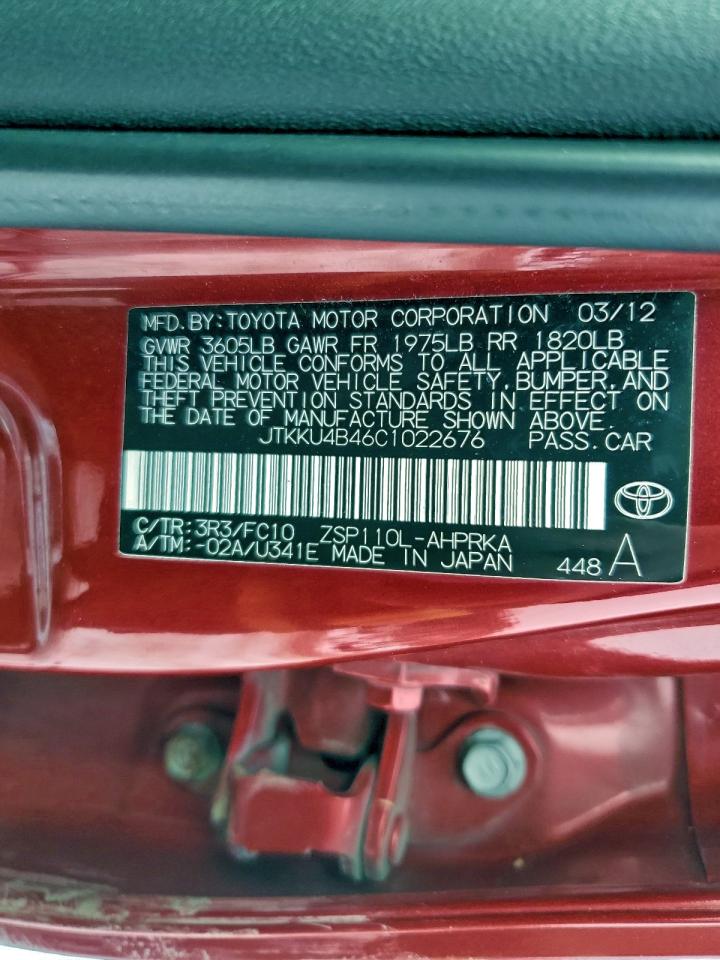 MFD.BY:TOYOTA MOTOR CORPORATION 03/12
GVWR 3605LB GAWR FR 1975LB RR 1820LB
THIS VEHICLE CONFORMS TO ALL APPLICABLE
FEDERAL MOTOR VEHICLE SAFETY,BUMPER,AND
THEFT PREVENTION STANDARDS IN EFFECT ON
THE DATE OF MANUFACTURE SHOWN ABOVE.
JTKKU4B46C1022676 PASS.CAR
C/TR:3R3/FC10 ZSP110L-AHPRKA
A/TM:-02A/U341E MADE IN JAPAN 448 A